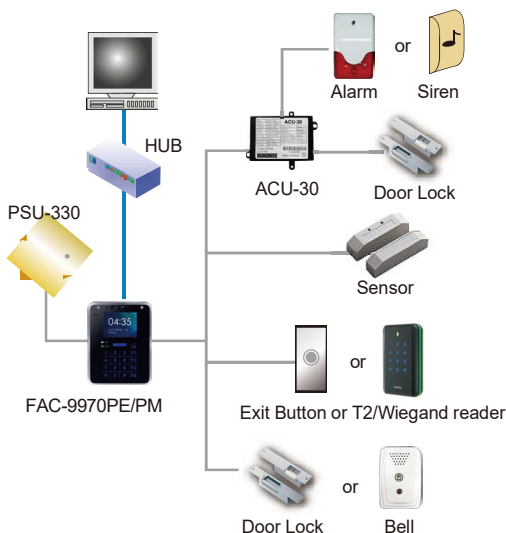 or
Alarm
Siren
HUB
ACU-30
HUNDURE
ACU-30
Door Lock
PSU-330
Sensor
04:35
FAC-9970PE/PM
or
Exit Button or T2/Wiegand reader
or
Door Lock
Bell